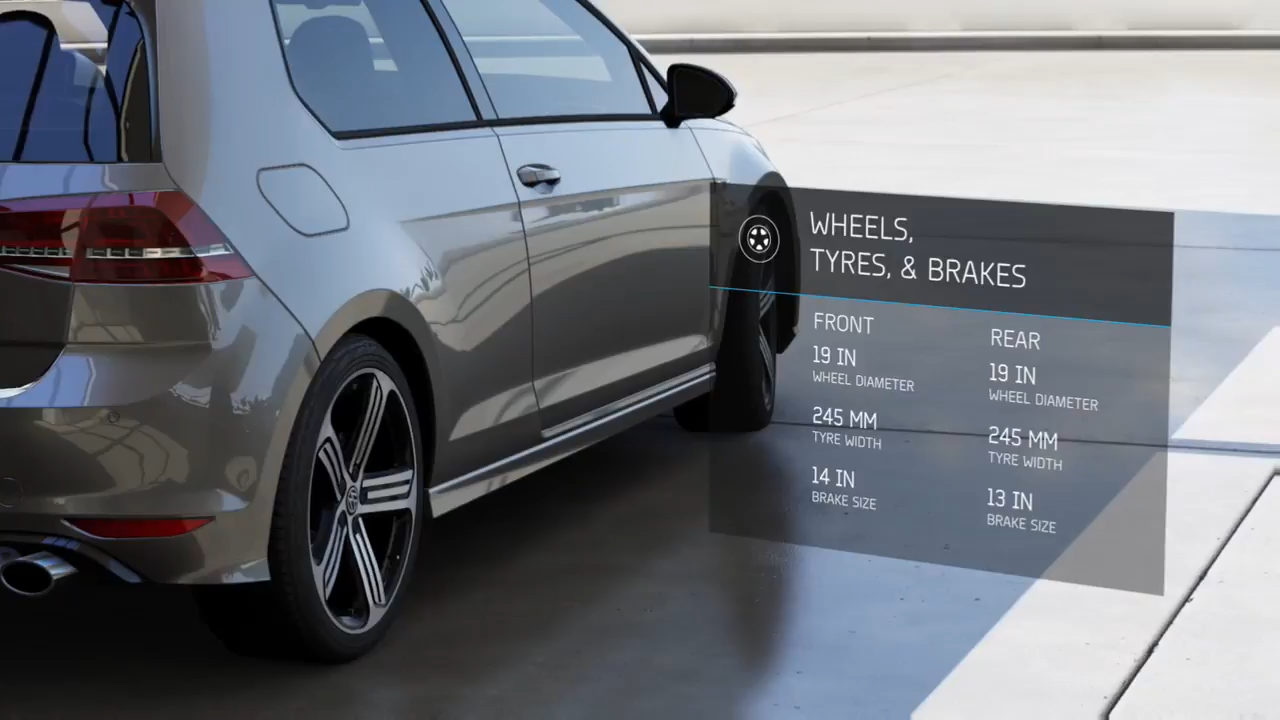 WHEELS,
TYRES, & BRAKES
FRONT
19 IN
WHEEL DIAMETER
245 MM
TYRE WIDTH
14 IN
BRAKE SIZE
REAR
19 IN
WHEEL DIAMETER
245 MM
TYRE WIDTH
13 IN
BRAKE SIZE